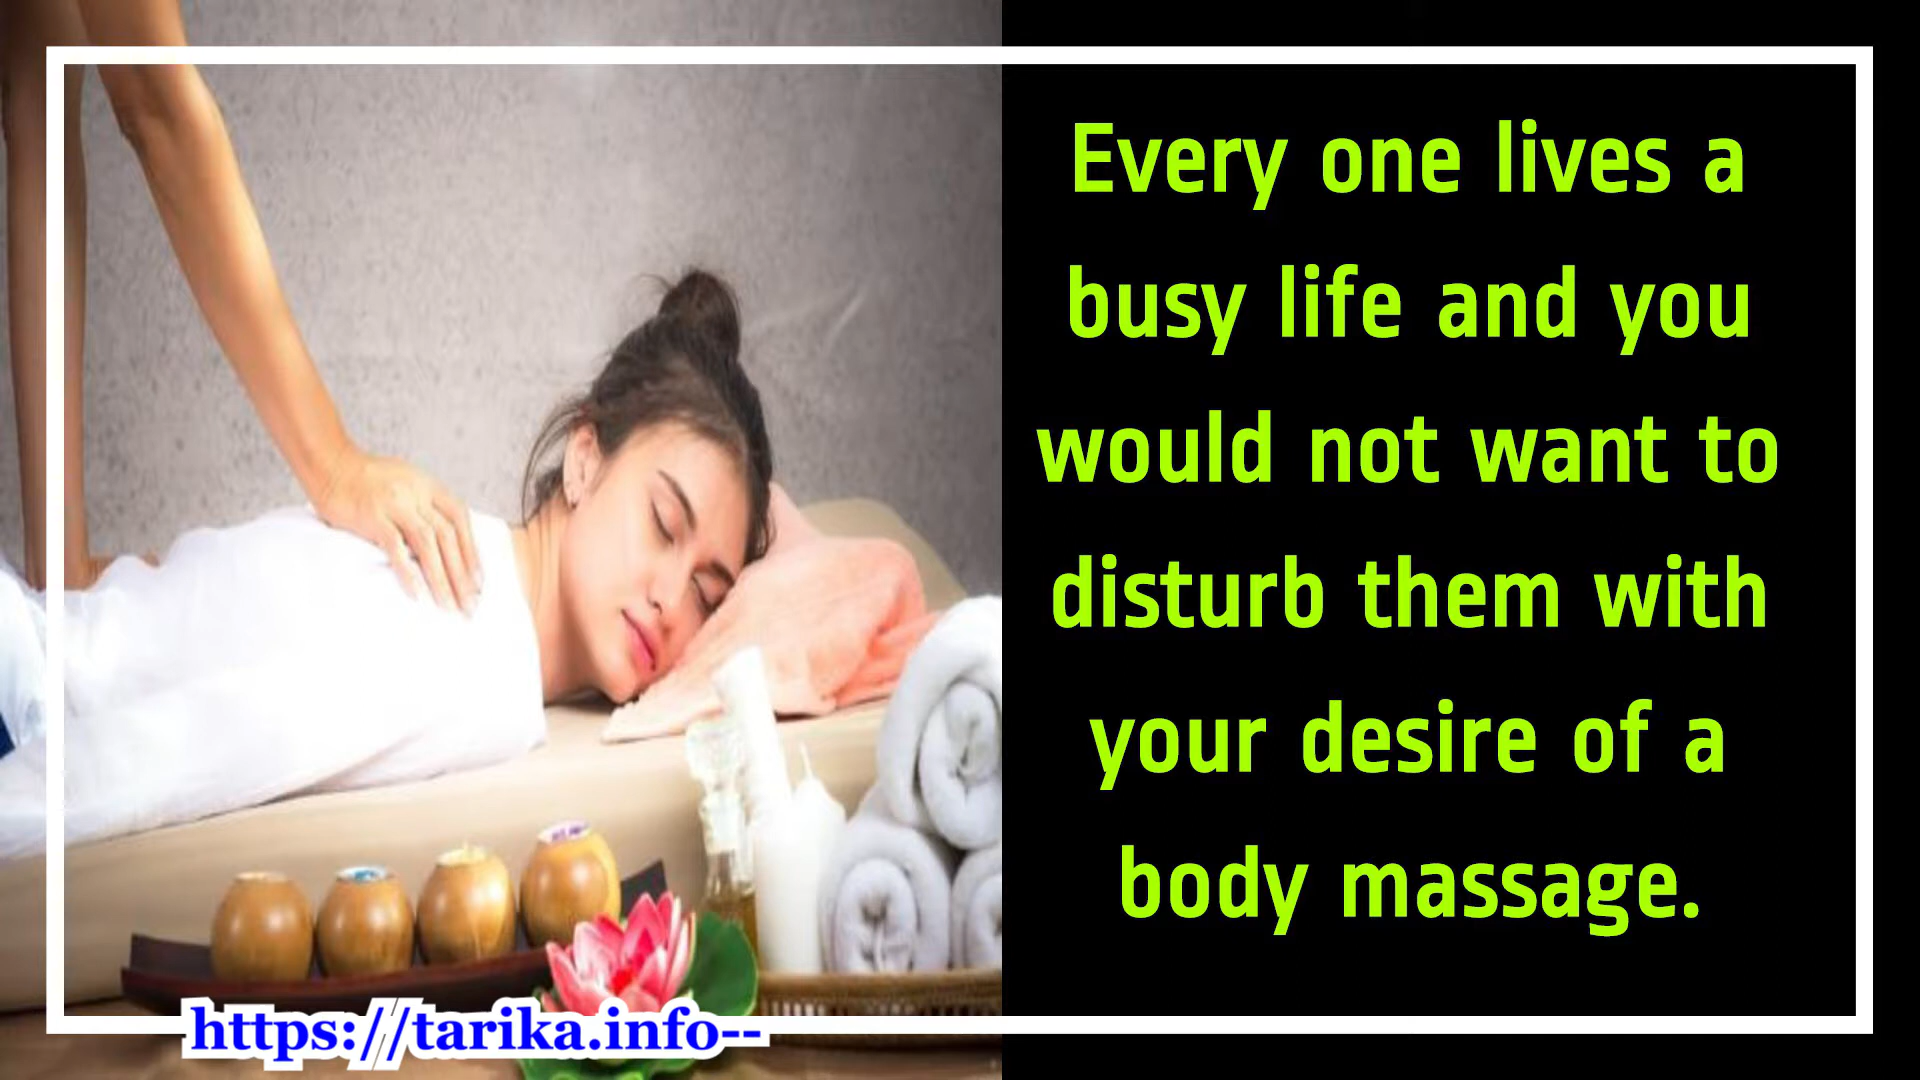 Every one lives a
busy life and you
would not want to
disturb them with
your desire of a
body massage.
https://tarika.info--